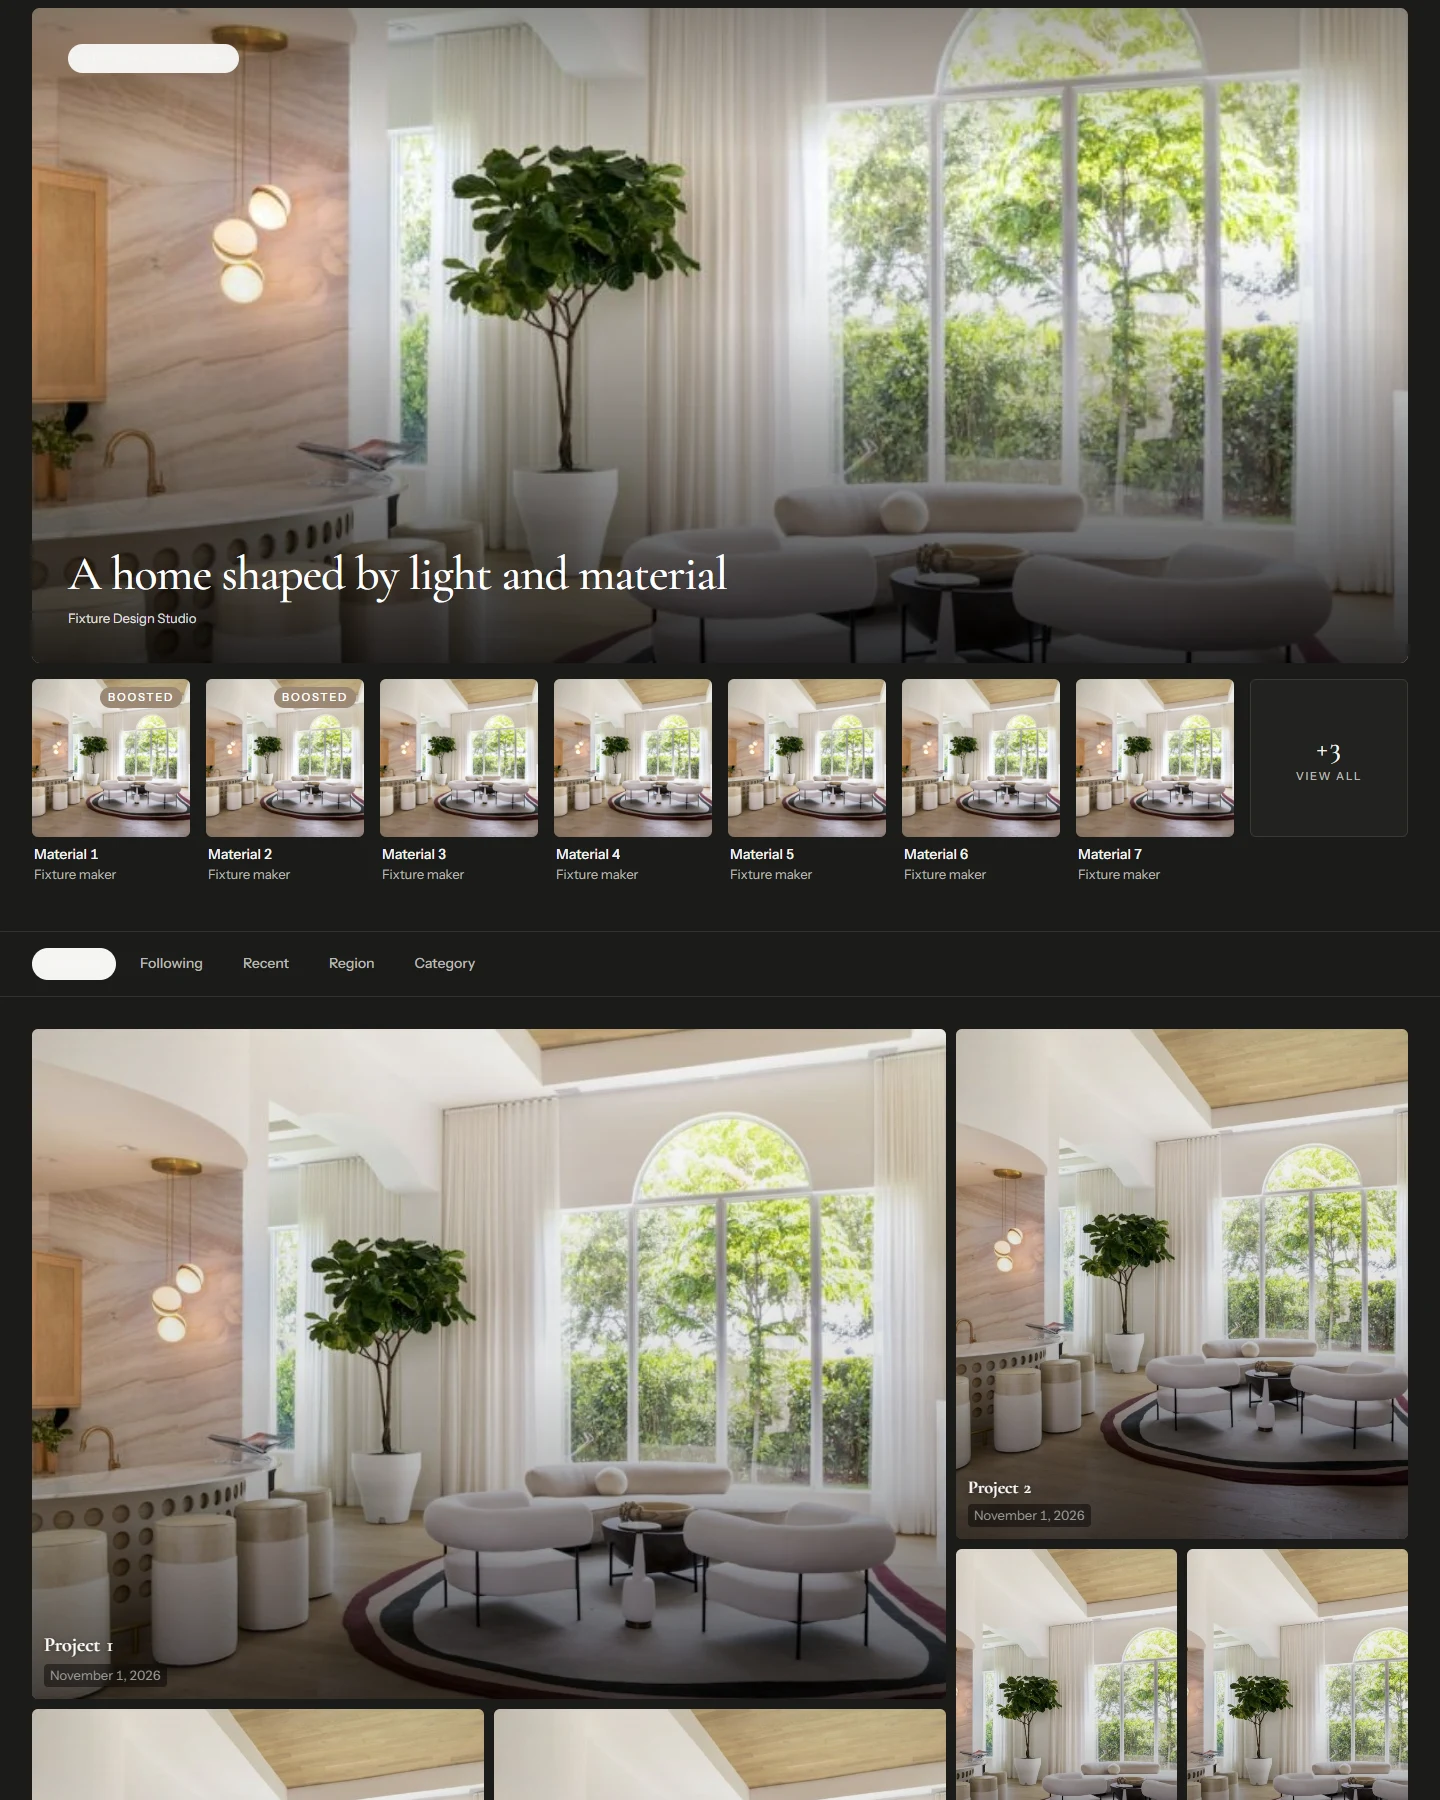 A home shaped by light and material
Fixture Design Studio
BOOSTED
BOOSTED
+3
VIEW ALL
Material 1
Material 2
Material 3
Material 4
Material 5
Material 6
Material 7
Fixture maker
Fixture maker
Fixture maker
Fixture maker
Fixture maker
Fixture maker
Fixture maker
Following
Recent
Region
Category
Project 2
November 1, 2026
Project 1
November 1, 2026